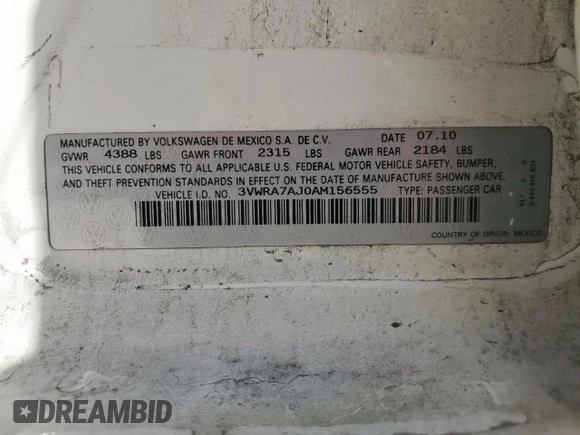 MANUFACTURED BY VOLKSWAGEN DE MEXICO S.A. DE C.V. DATE 07.10
GVWR 4388 LBS GAWR FRONT 2315 LBS GAWR REAR 2184 LBS
THIS VEHICLE CONFORMS TO ALL APPLICABLE U.S. FEDERAL MOTOR VEHICLE SAFETY, BUMPER,
AND THEFT PREVENTION STANDARDS IN EFFECT ON THE DATE OF MANUFACTURE SHOWN ABOVE.
VEHICLE I.D. NO. 3VWRA7AJ0AM156555 TYPE: PASSENGER CAR
COUNTRY OF ORIGIN: MEXICO
DREAMBID